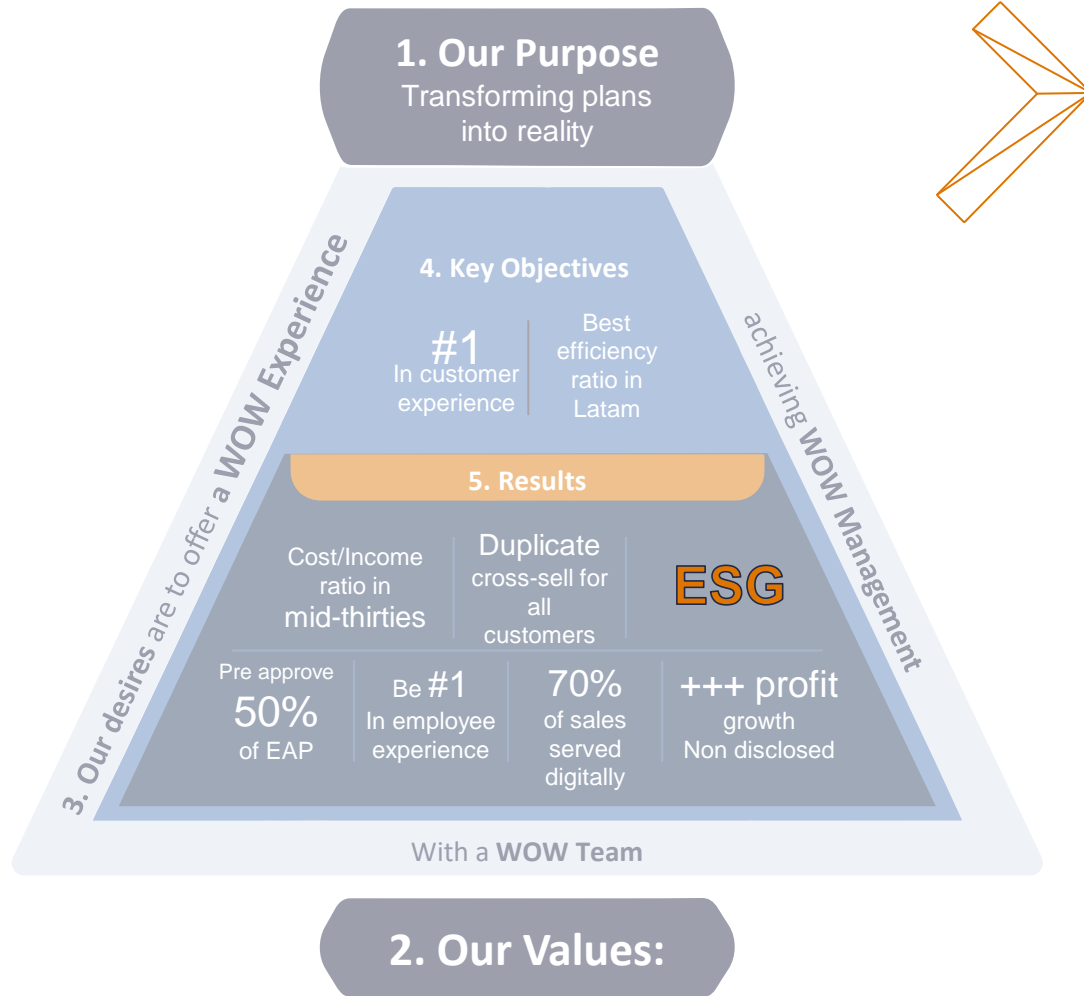 1. Our Purpose
Transforming plans
into reality
3. Our desires are to offer a WOW Experience
achieving WOW Management
4. Key Objectives
#1
In customer
experience
Best
efficiency
ratio in
Latam
5. Results
Cost/Income
ratio in
mid-thirties
Duplicate
cross-sell for
all
customers
ESG
Pre approve
50%
of EAP
Be #1
In employee
experience
70%
of sales
served
digitally
+++ profit
growth
Non disclosed
With a WOW Team
2. Our Values: